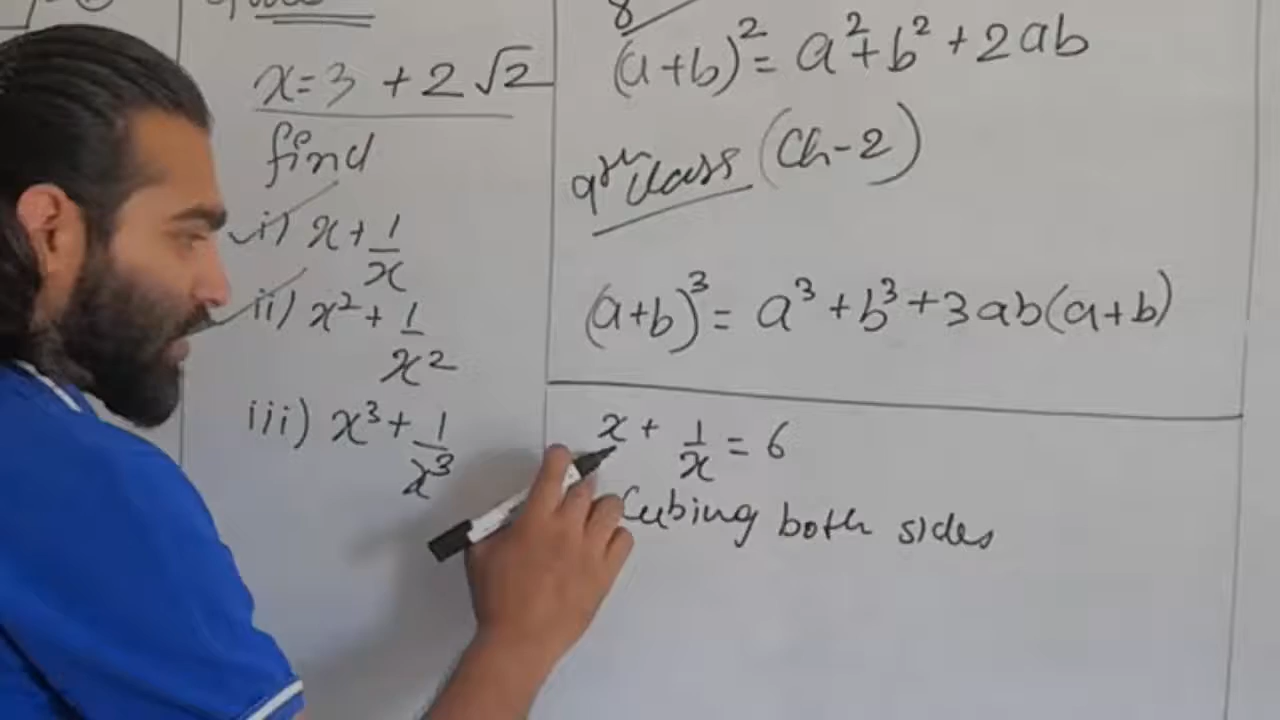 x=3 + 2√2
find
i) x + 1/x
ii) x² + 1/x²
iii) x³ + 1/x³
8
(a+b)² = a² + b² + 2ab
9th class (Ch-2)
(a+b)³ = a³ + b³ + 3ab(a+b)
x + 1/x = 6
Cubing both sides